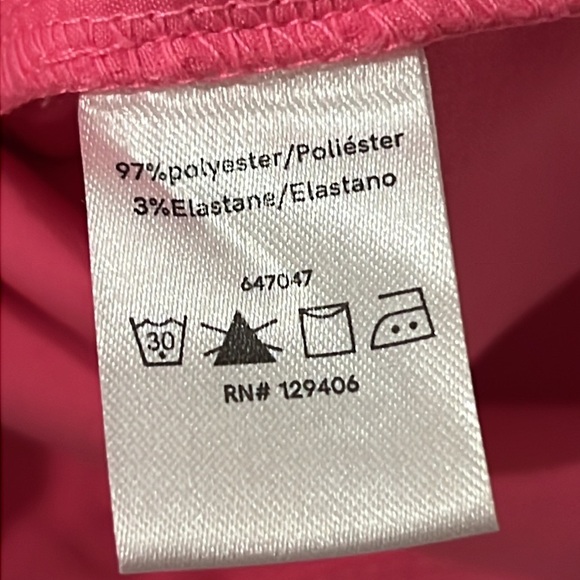 97%polyester/Poliéster
3%Elastane/Elastano
647047
30
RN# 129406